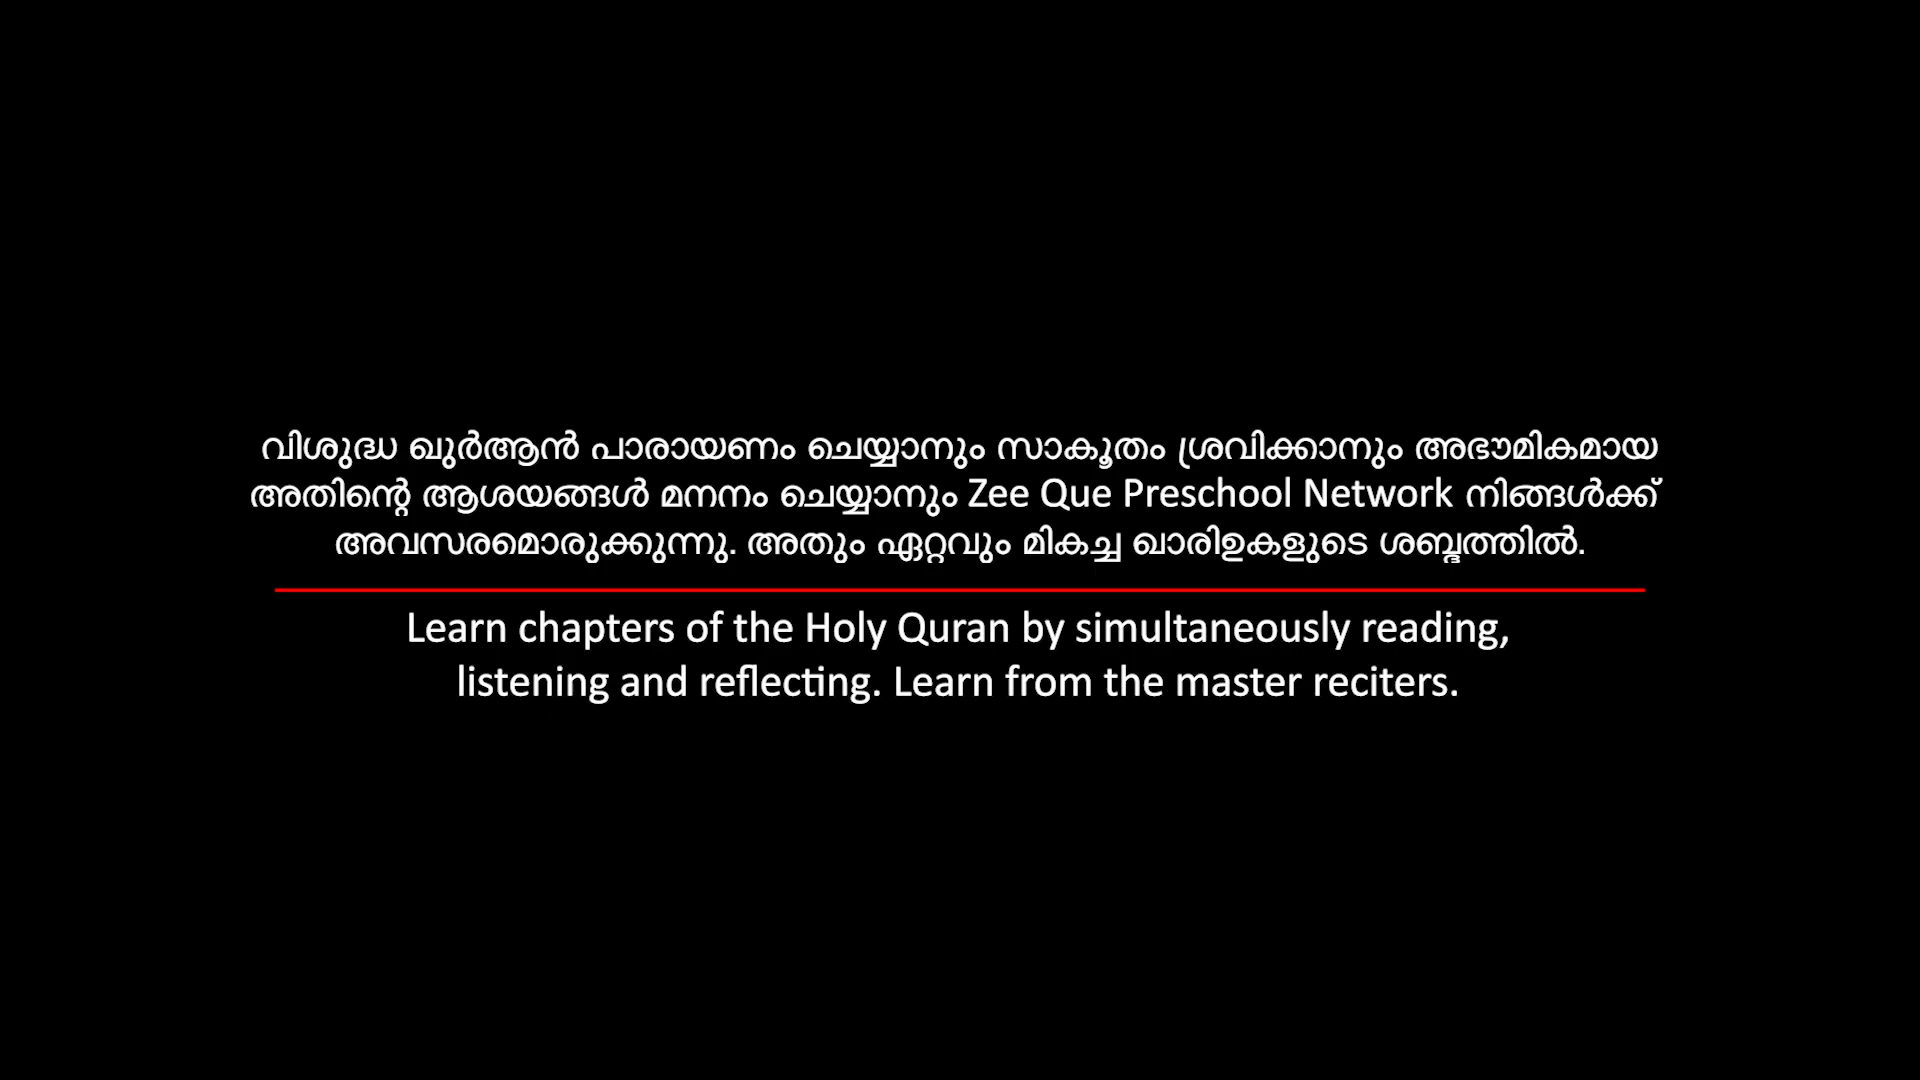 വിശുദ്ധ ഖുർആൻ പാരായണം ചെയ്യാനും സാകൂതം ശ്രവിക്കാനും അഭൗമികമായ
അതിന്റെ ആശയങ്ങൾ മനനം ചെയ്യാനും Zee Que Preschool Network നിങ്ങൾക്ക്
അവസരമൊരുക്കുന്നു. അതും ഏറ്റവും മികച്ച ഖാരിഉകളുടെ ശബ്ദത്തിൽ.
Learn chapters of the Holy Quran by simultaneously reading,
listening and reflecting. Learn from the master reciters.